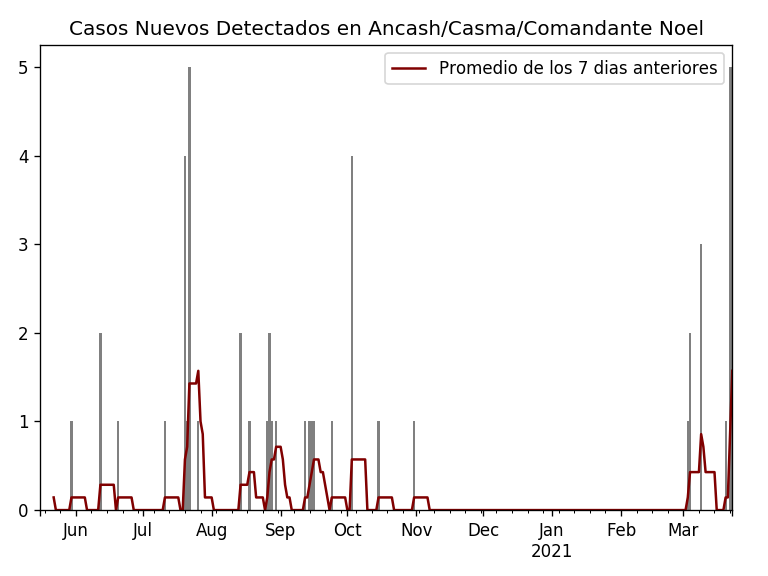 Casos Nuevos Detectados en Ancash/Casma/Comandante Noel
Promedio de los 7 dias anteriores
5
4
3
2
1
0
Jun Jul Aug Sep Oct Nov Dec Jan Feb Mar
2021